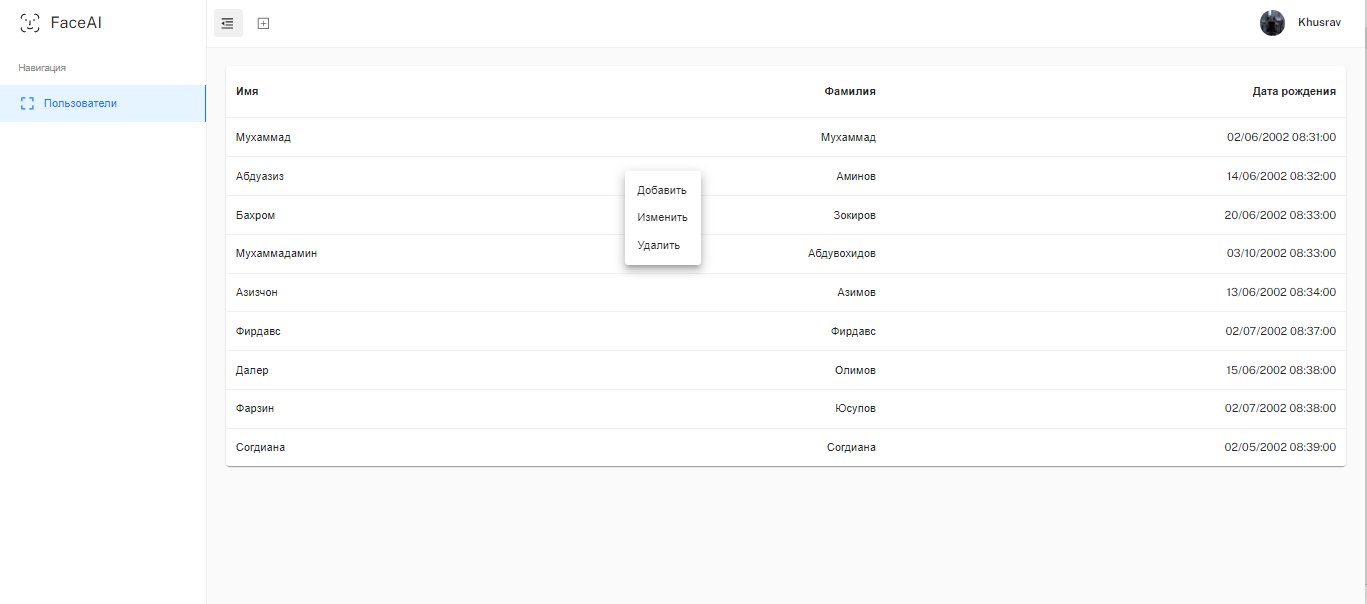 FaceAI
Khusrav
Навигация
Пользователи
Имя Фамилия Дата рождения
Мухаммад Мухаммад 02/06/2002 08:31:00
Абдуазиз Аминов 14/06/2002 08:32:00
Бахром Зокиров 20/06/2002 08:33:00
Мухаммадамин Абдувохидов 03/10/2002 08:33:00
Азизчон Азимов 13/06/2002 08:34:00
Фирдавс Фирдавс 02/07/2002 08:37:00
Далер Олимов 15/06/2002 08:38:00
Фарзин Юсупов 02/07/2002 08:38:00
Согдиана Согдиана 02/05/2002 08:39:00
Добавить
Изменить
Удалить